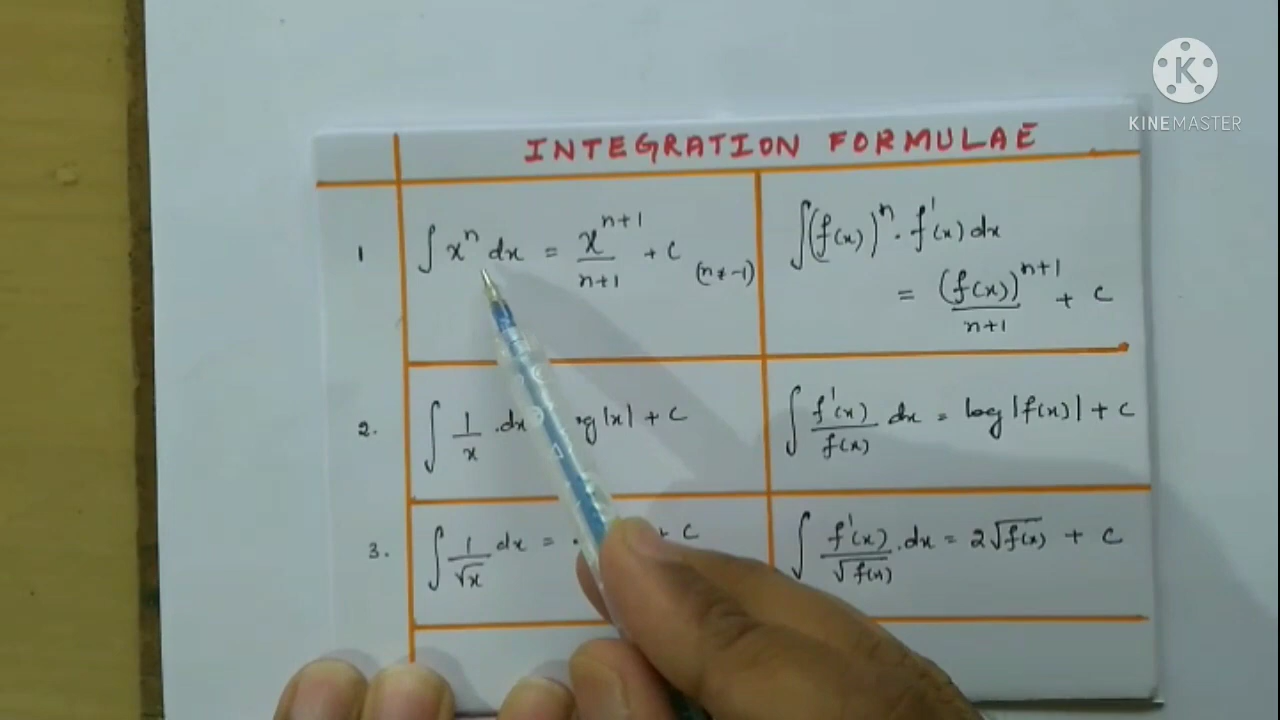 K
KINEMASTER
INTEGRATION FORMULAE
1 ∫ xⁿ dx = xⁿ⁺¹/n+1 + c (n ≠ -1)
∫(f(x))ⁿ · f'(x) dx
= (f(x))ⁿ⁺¹/n+1 + c
2. ∫ 1/x . dx og|x| + c
∫ f'(x)/f(x) dx = log |f(x)| + c
3. ∫ 1/√x dx = + c
∫ f'(x)/√f(x) . dx = 2√f(x) + c